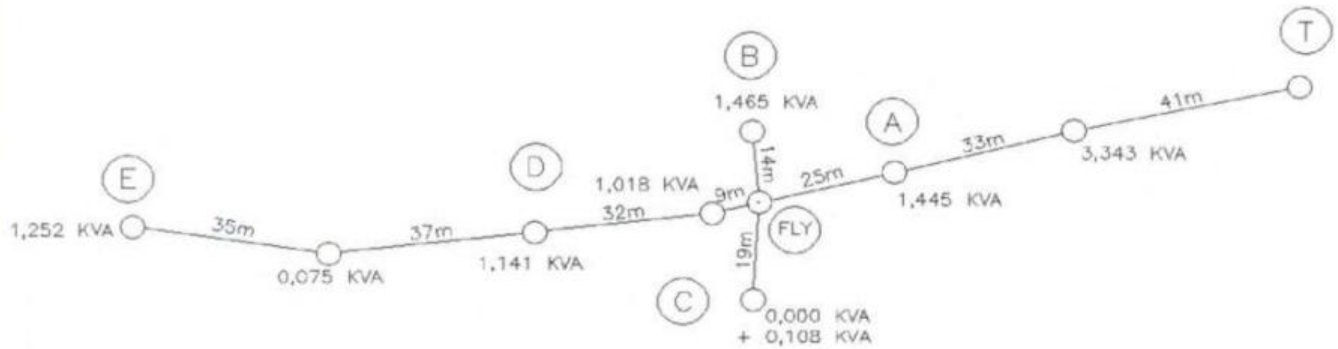 T
B
1,465 KVA
41m
A
33m
3,343 KVA
14m
25m
1,445 KVA
E
D
1,018 KVA
9m
FLY
1,252 KVA
35m
37m
32m
0,075 KVA
1,141 KVA
19m
C
0,000 KVA
+ 0,108 KVA